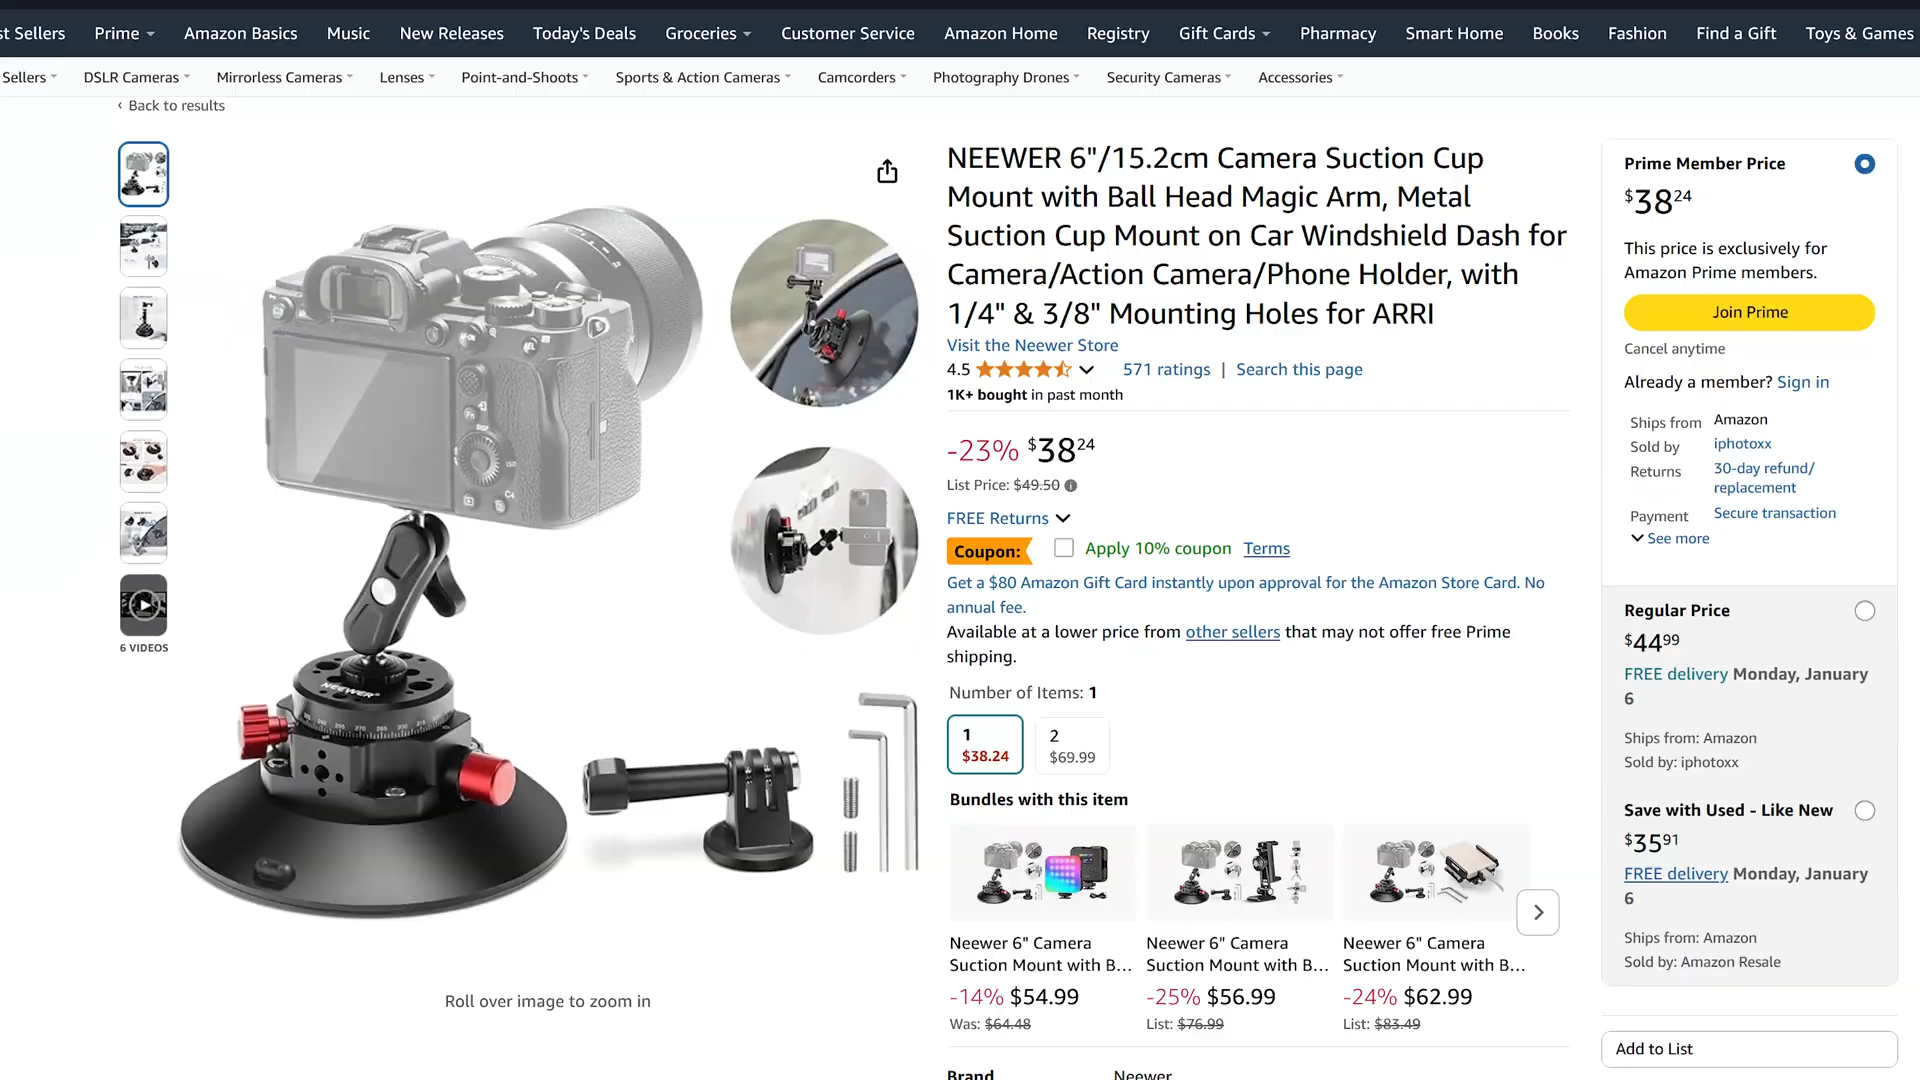 st Sellers Prime Amazon Basics Music New Releases Today's Deals Groceries Customer Service Amazon Home Registry Gift Cards Pharmacy Smart Home Books Fashion Find a Gift Toys & Games
Sellers DSLR Cameras Mirrorless Cameras Lenses Point-and-Shoots Sports & Action Cameras Camcorders Photography Drones Security Cameras Accessories
‹ Back to results
6 VIDEOS
NEEWER
Roll over image to zoom in
NEEWER 6"/15.2cm Camera Suction Cup
Mount with Ball Head Magic Arm, Metal
Suction Cup Mount on Car Windshield Dash for
Camera/Action Camera/Phone Holder, with
1/4" & 3/8" Mounting Holes for ARRI
Visit the Neewer Store
4.5 571 ratings | Search this page
1K+ bought in past month
-23% $38 24
List Price: $49.50
FREE Returns
Coupon: Apply 10% coupon Terms
Get a $80 Amazon Gift Card instantly upon approval for the Amazon Store Card. No
annual fee.
Available at a lower price from other sellers that may not offer free Prime
shipping.
Number of Items: 1
1 2
$38.24 $69.99
Bundles with this item
Neewer 6" Camera Neewer 6" Camera Neewer 6" Camera
Suction Mount with B... Suction Mount with B... Suction Mount with B...
-14% $54.99 -25% $56.99 -24% $62.99
Was: $64.48 List: $76.99 List: $83.49
Brand Neewer
Prime Member Price
$38 24
This price is exclusively for
Amazon Prime members.
Join Prime
Cancel anytime
Already a member? Sign in
Ships from Amazon
Sold by iphotoxx
Returns 30-day refund/
replacement
Payment Secure transaction
See more
Regular Price
$44 99
FREE delivery Monday, January
6
Ships from: Amazon
Sold by: iphotoxx
Save with Used - Like New
$35 91
FREE delivery Monday, January
6
Ships from: Amazon
Sold by: Amazon Resale
Add to List